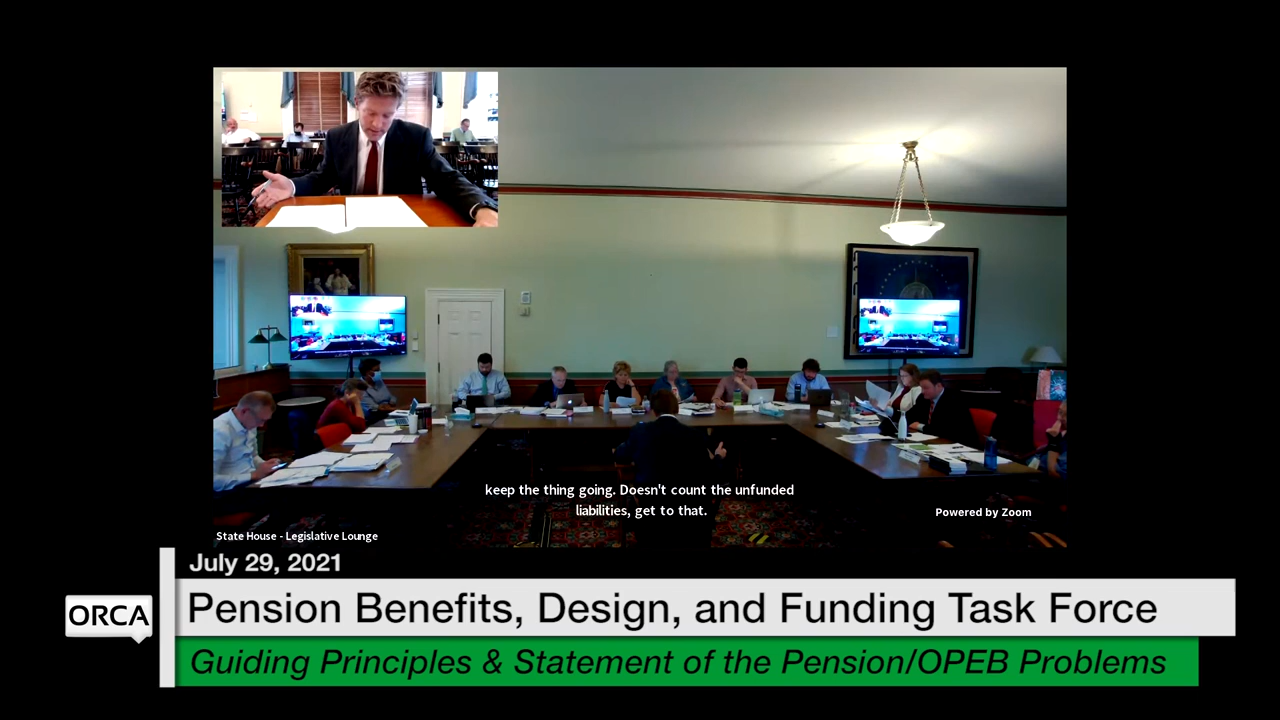 keep the thing going. Doesn't count the unfunded
liabilities, get to that.
Powered by Zoom
State House - Legislative Lounge
July 29, 2021
ORCA
Pension Benefits, Design, and Funding Task Force
Guiding Principles & Statement of the Pension/OPEB Problems